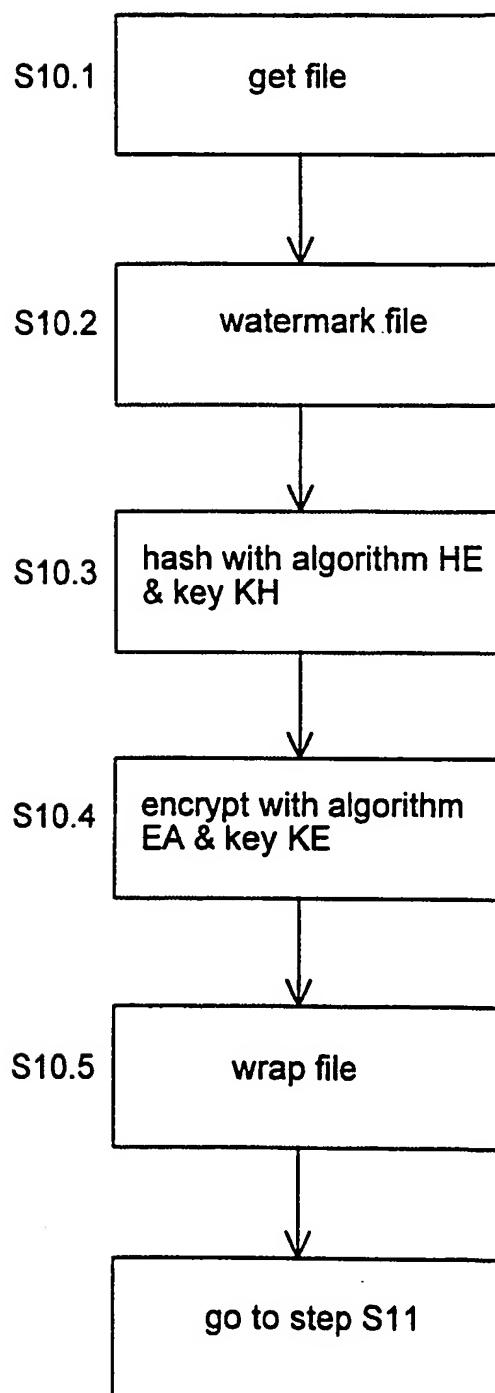 S10.1 get file
S10.2 watermark file
S10.3 hash with algorithm HE
& key KH
S10.4 encrypt with algorithm
EA & key KE
S10.5 wrap file
go to step S11